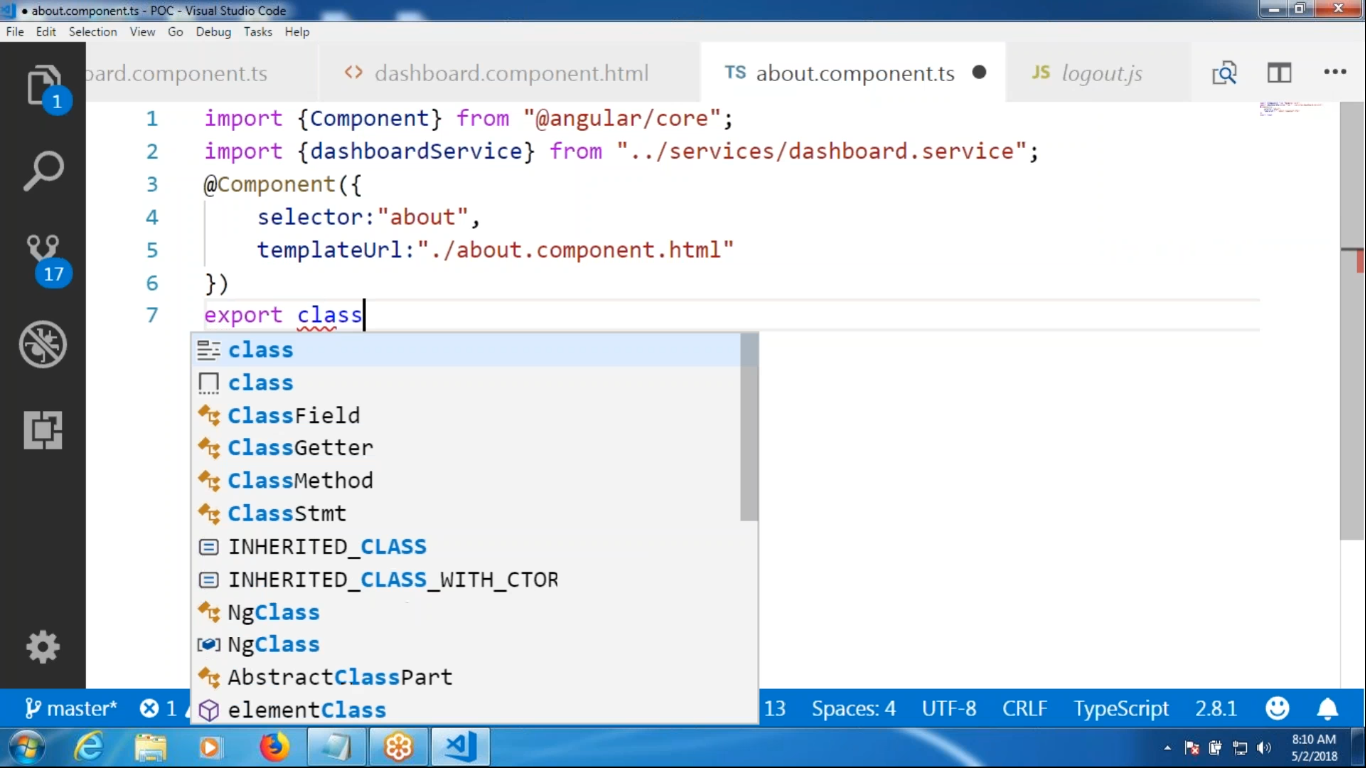 ● about.component.ts - POC - Visual Studio Code
File Edit Selection View Go Debug Tasks Help
oard.component.ts <> dashboard.component.html TS about.component.ts ● JS logout.js •••
1
17
1 import {Component} from "@angular/core";
2 import {dashboardService} from "../services/dashboard.service";
3 @Component({
4 selector:"about",
5 templateUrl:"./about.component.html"
6 })
7 export class
class
class
ClassField
ClassGetter
ClassMethod
ClassStmt
INHERITED_CLASS
INHERITED_CLASS_WITH_CTOR
NgClass
NgClass
AbstractClassPart
elementClass
master* 1 13 Spaces: 4 UTF-8 CRLF TypeScript 2.8.1
8:10 AM
5/2/2018